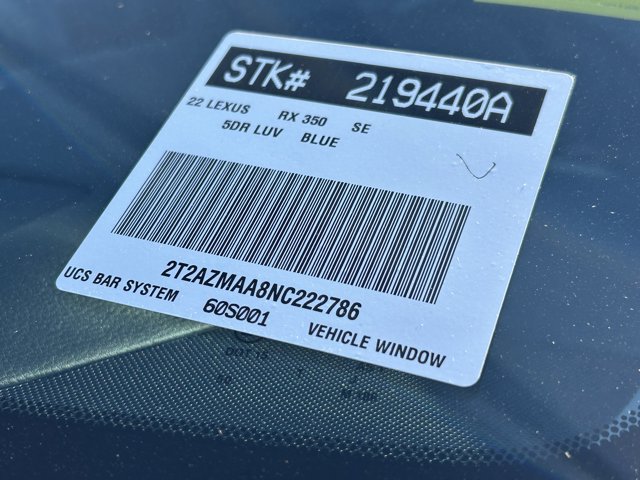 STK# 219440A
22 LEXUS RX 350 SE
5DR LUV BLUE
2T2AZMAA8NC222786
UCS BAR SYSTEM 60S001 VEHICLE WINDOW